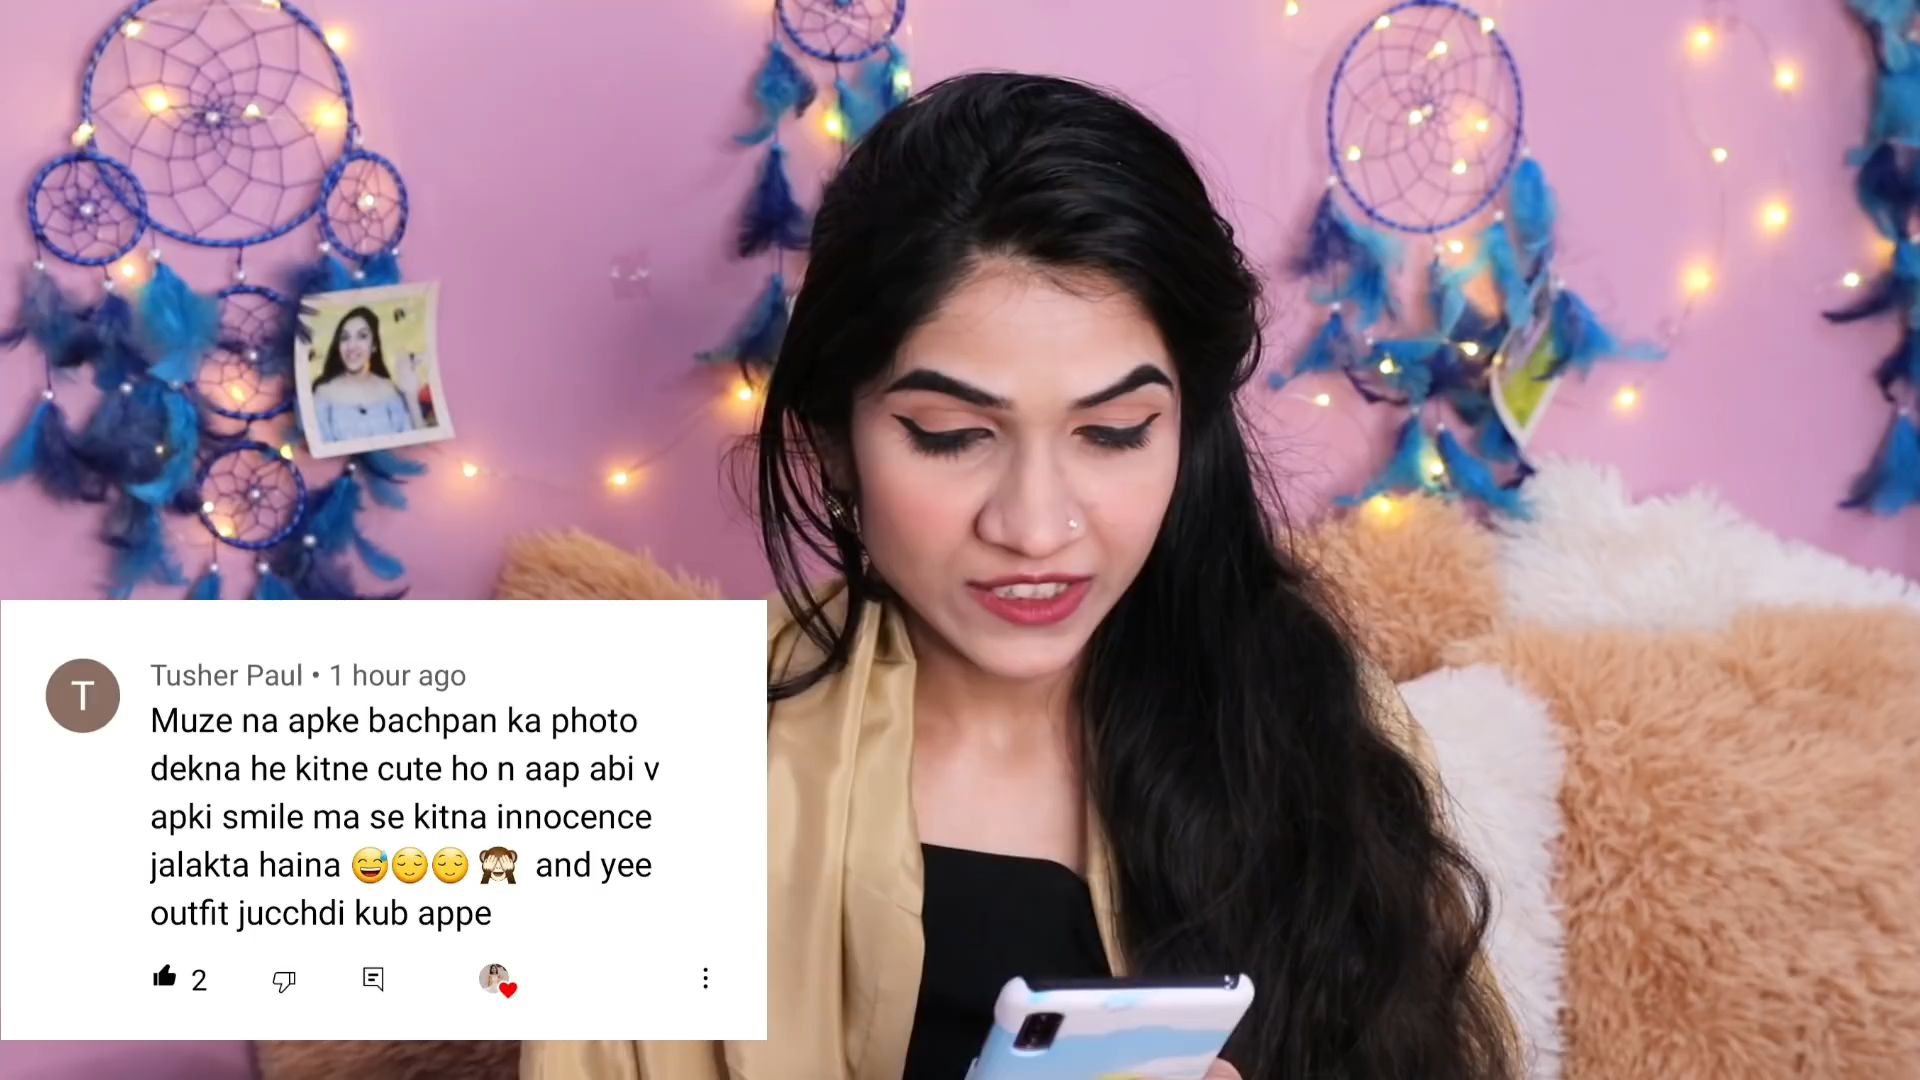 T
Tusher Paul • 1 hour ago
Muze na apke bachpan ka photo
dekna he kitne cute ho n aap abi v
apki smile ma se kitna innocence
jalakta haina 😅😌😌🙈 and yee
outfit jucchdi kub appe
2